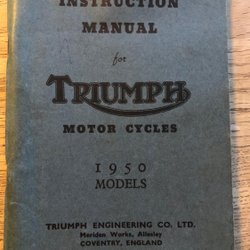 INSTRUCTION
MANUAL
for
TRIUMPH
MOTOR CYCLES
1950
MODELS
TRIUMPH ENGINEERING CO. LTD.
Meriden Works, Allesley
COVENTRY, ENGLAND